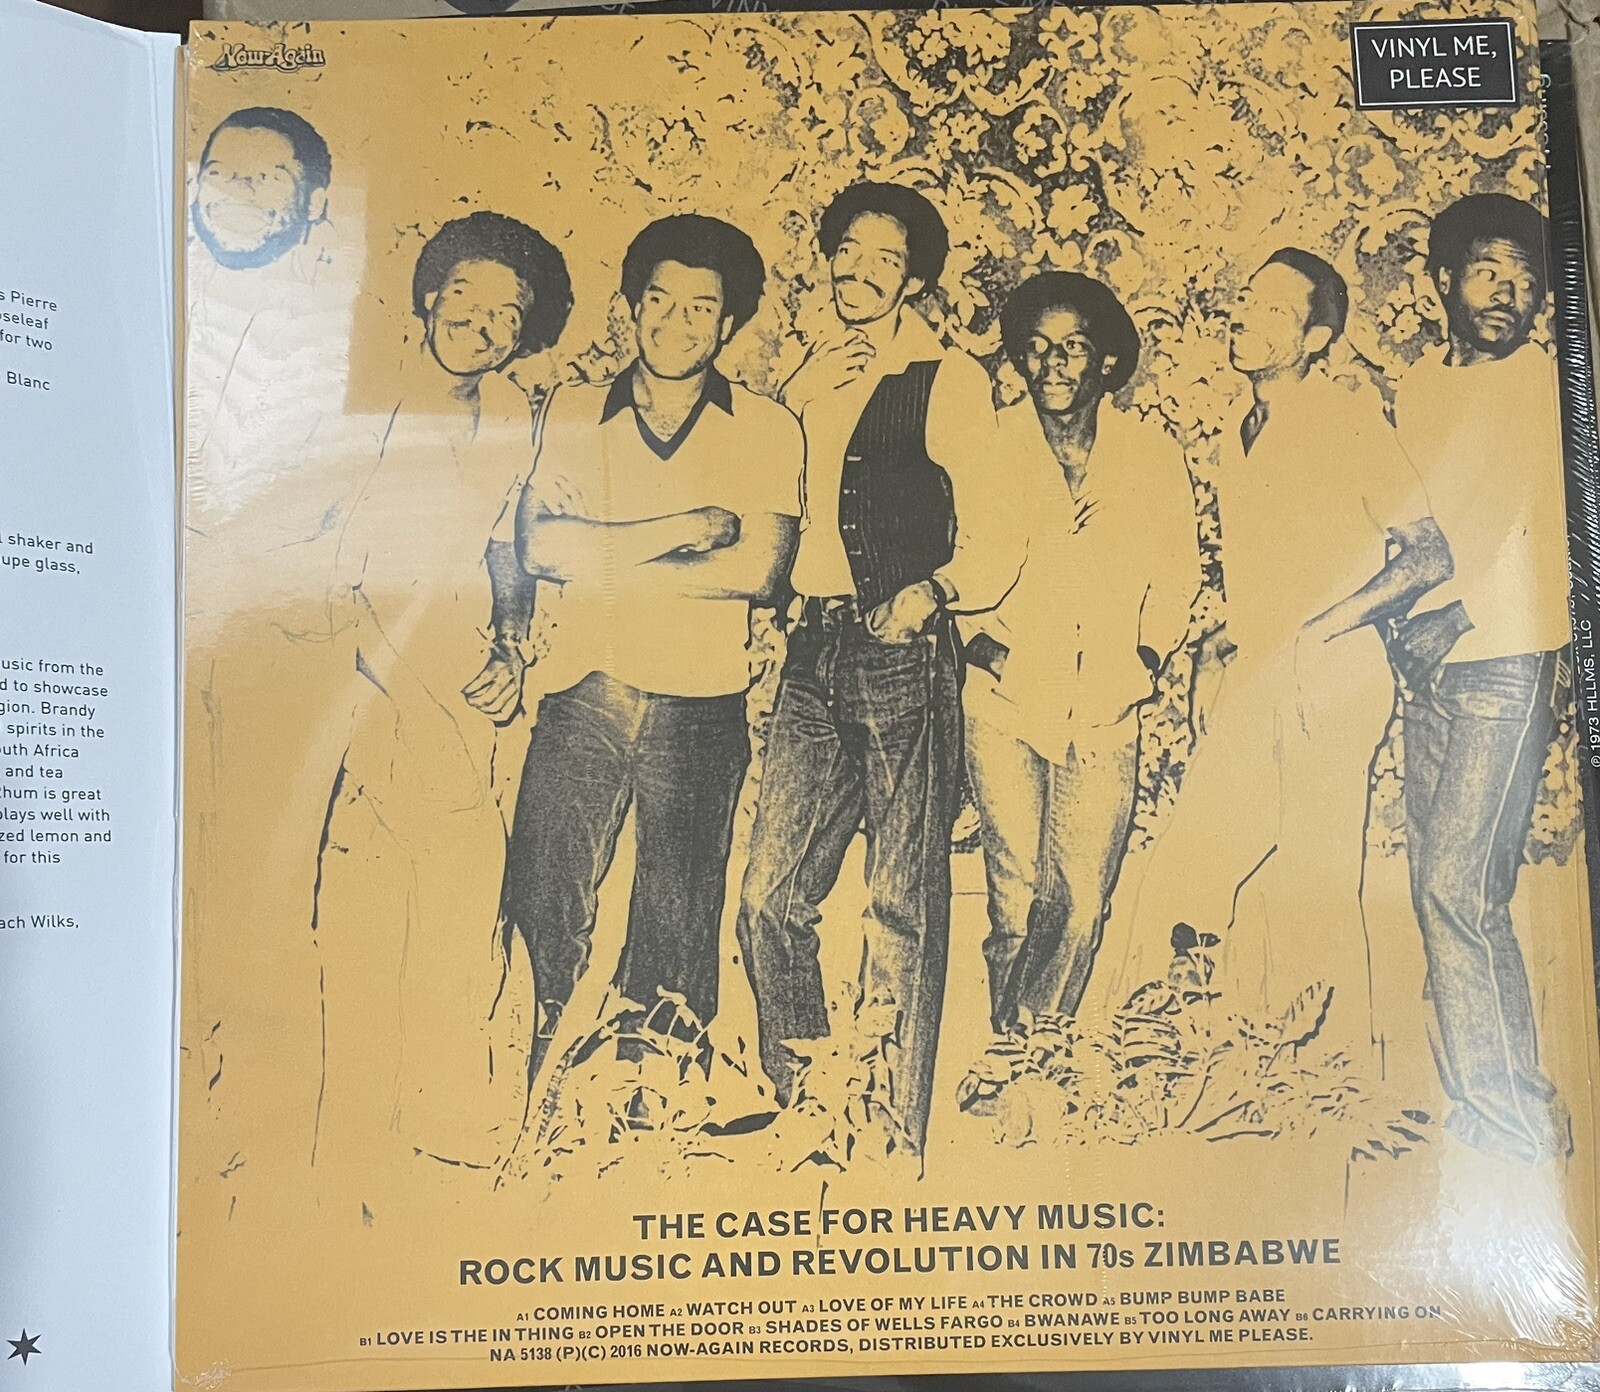 Now-Again
VINYL ME,
PLEASE
s Pierre
oseleaf
for two
Blanc
shaker and
upe glass,
usic from the
d to showcase
gion. Brandy
spirits in the
outh Africa
and tea
Rhum is great
plays well with
zed lemon and
for this
ach Wilks,
℗ 1973 HLLMS, LLC
THE CASE FOR HEAVY MUSIC:
ROCK MUSIC AND REVOLUTION IN 70s ZIMBABWE
A1 COMING HOME A2 WATCH OUT A3 LOVE OF MY LIFE A4 THE CROWD A5 BUMP BUMP BABE
B1 LOVE IS THE IN THING B2 OPEN THE DOOR B3 SHADES OF WELLS FARGO B4 BWANAWE B5 TOO LONG AWAY B6 CARRYING ON
NA 5138 (P)(C) 2016 NOW-AGAIN RECORDS, DISTRIBUTED EXCLUSIVELY BY VINYL ME PLEASE.